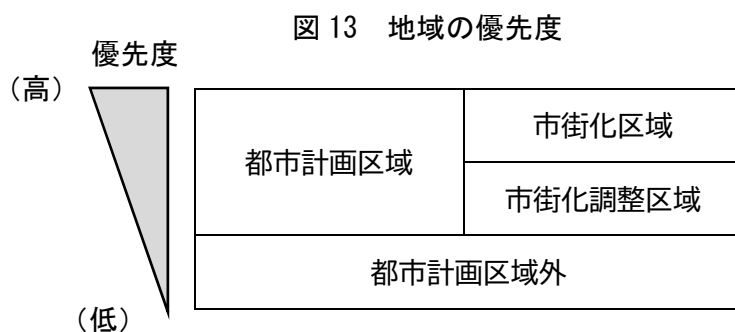 図 13　地域の優先度
優先度
（高）
都市計画区域
市街化区域
市街化調整区域
都市計画区域外
（低）